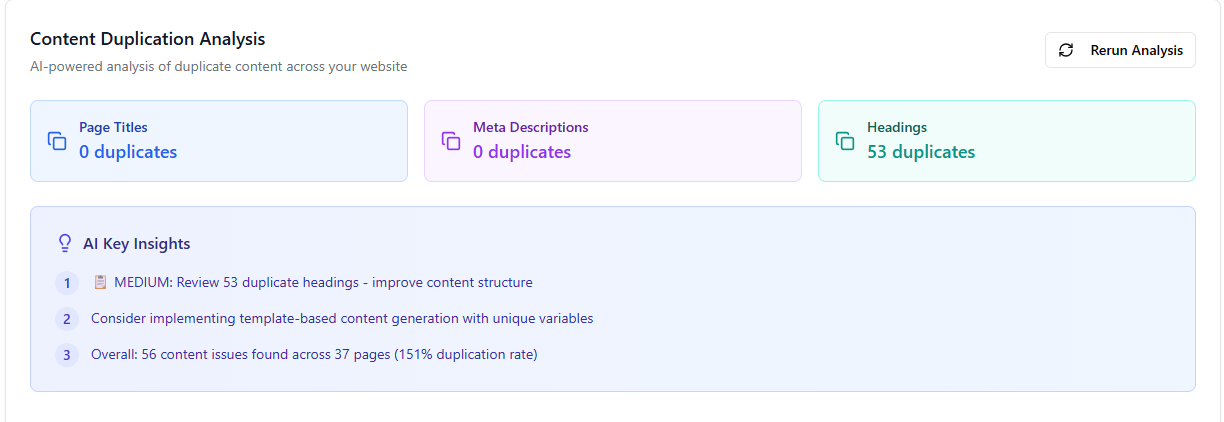 Content Duplication Analysis
AI-powered analysis of duplicate content across your website
Rerun Analysis
Page Titles
0 duplicates
Meta Descriptions
0 duplicates
Headings
53 duplicates
AI Key Insights
1 📋 MEDIUM: Review 53 duplicate headings - improve content structure
2 Consider implementing template-based content generation with unique variables
3 Overall: 56 content issues found across 37 pages (151% duplication rate)